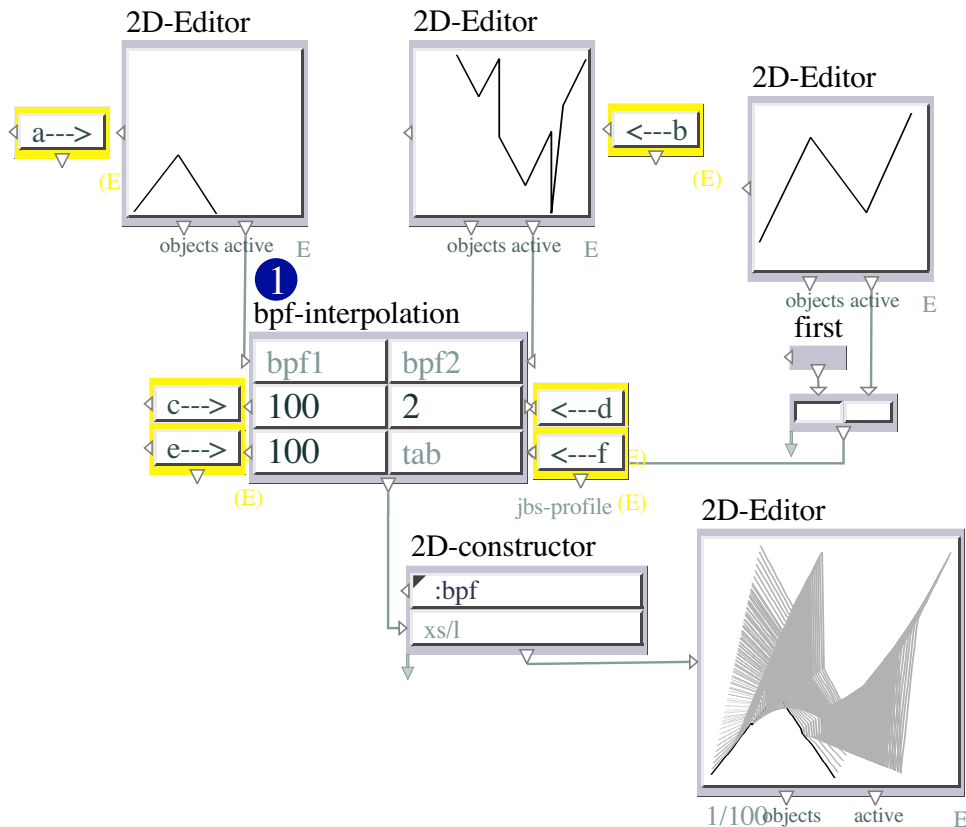 2D-Editor
2D-Editor
2D-Editor
a--->
<---b
(E
(E)
objects active
E
objects active
E
1
objects active
E
bpf-interpolation
first
bpf1
bpf2
c--->
100
2
<---d
e--->
100
tab
<---f
E)
(E)
jbs-profile
(E)
2D-Editor
2D-constructor
:bpf
xs/l
1/100
objects
active
E